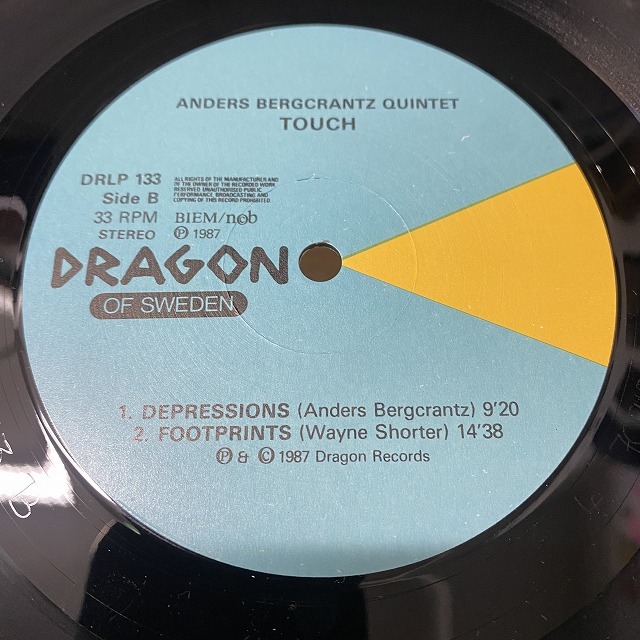 ANDERS BERGCRANTZ QUINTET
TOUCH
DRLP 133
Side B
33 RPM
STEREO
ALL RIGHTS OF THE MANUFACTURER AND
IN THE OWNER OF THE RECORDED WORK
RESERVED UNAUTHORISED PUBLIC
PERFORMANCE, BROADCASTING AND
COPYING OF THIS RECORD PROHIBITED
BIEM/ncb
Ⓟ 1987
DRAGON
OF SWEDEN
1. DEPRESSIONS (Anders Bergcrantz) 9'20
2. FOOTPRINTS (Wayne Shorter) 14'38
Ⓟ & © 1987 Dragon Records